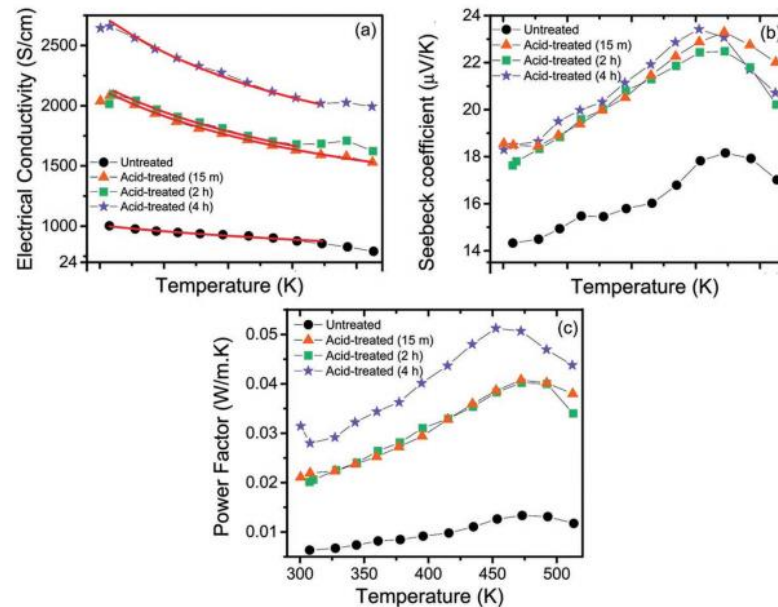 (a)
Electrical Conductivity (S/cm)
2500
2000
1500
1000
24
Untreated
Acid-treated (15 m)
Acid-treated (2 h)
Acid-treated (4 h)
Temperature (K)
(b)
Seebeck coefficient (μV/K)
24
22
20
18
16
14
Untreated
Acid-treated (15 m)
Acid-treated (2 h)
Acid-treated (4 h)
Temperature (K)
(c)
Power Factor (W/m.K)
0.05
0.04
0.03
0.02
0.01
Untreated
Acid-treated (15 m)
Acid-treated (2 h)
Acid-treated (4 h)
300 350 400 450 500
Temperature (K)